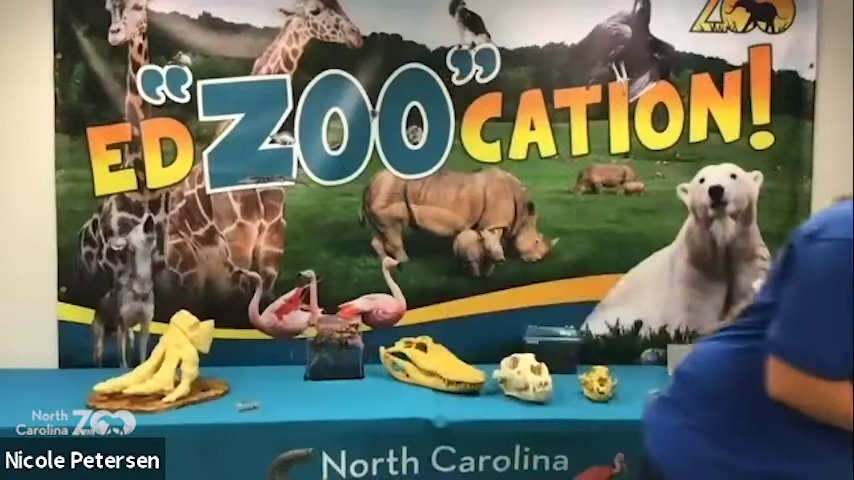 ZOO
ED"ZOO"CATION!
North
Carolina ZOO
Nicole Petersen
North Carolina